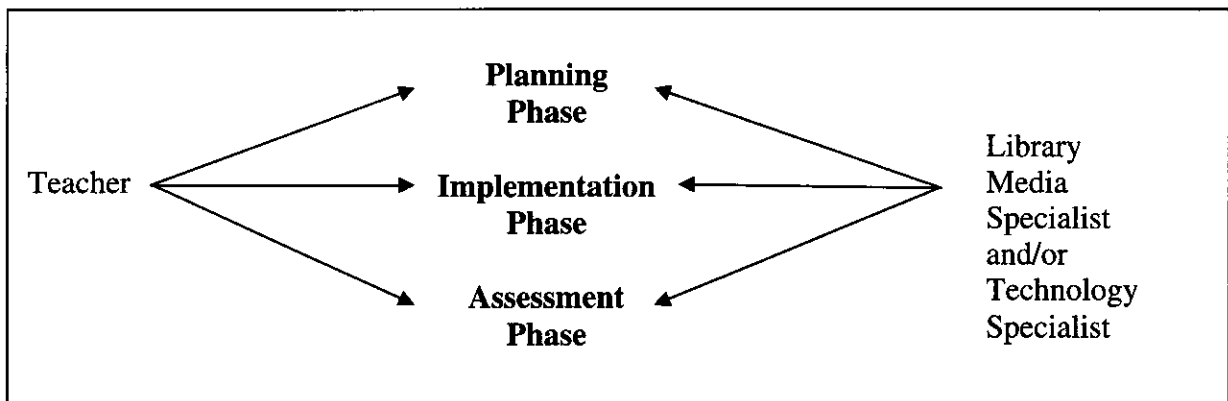 Teacher
Planning
Phase
Implementation
Phase
Assessment
Phase
Library
Media
Specialist
and/or
Technology
Specialist